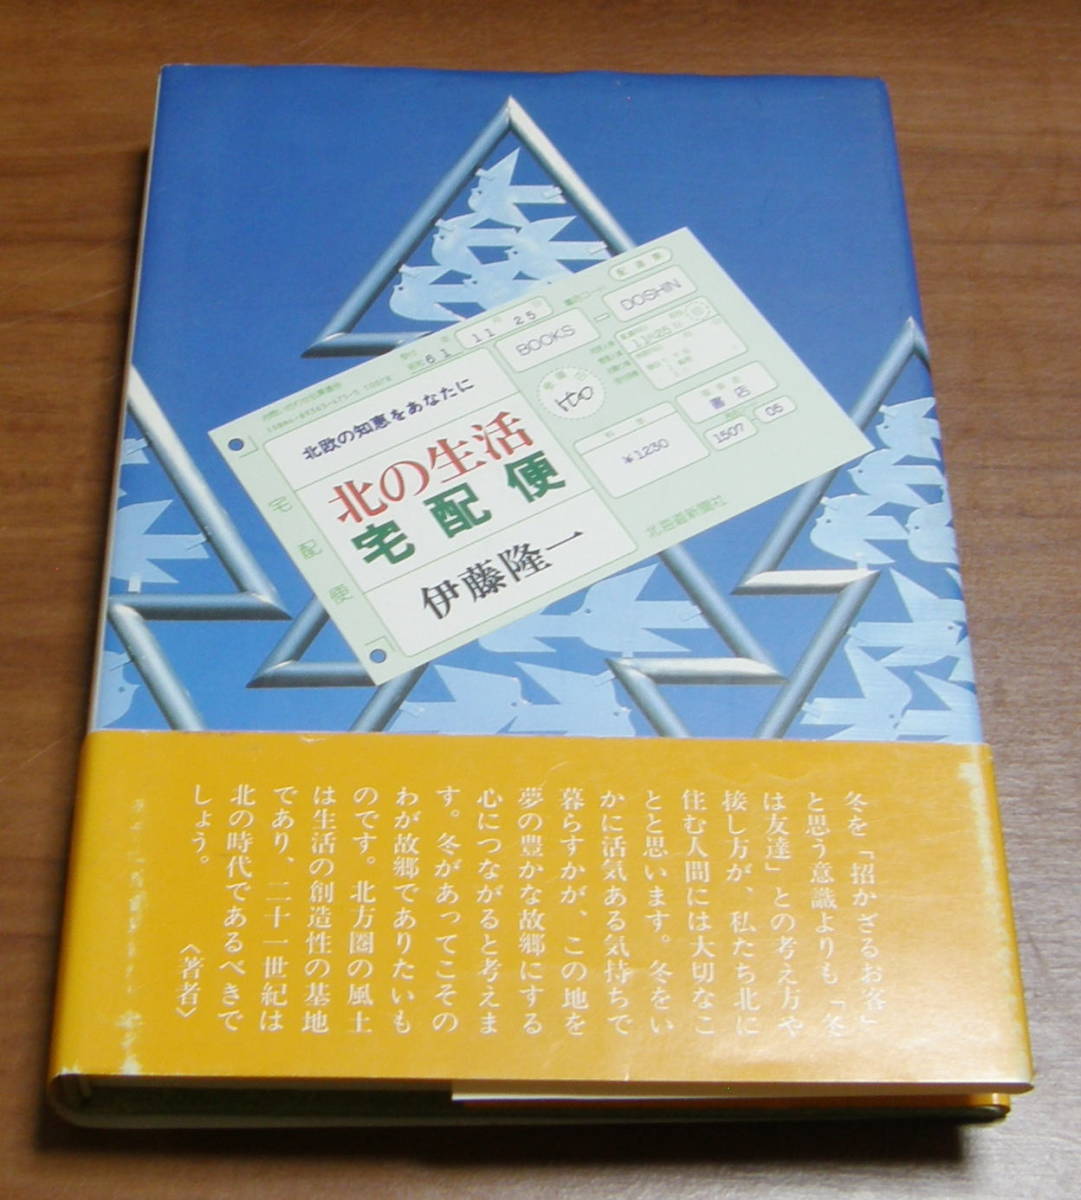 配達票
BOOKS - DOSHIN
61 11 25
北欧の知恵をあなたに
北の生活
宅配便
伊藤隆一
宅配便
ito
11 25
書店
¥1230
1507
05
北海道新聞社
冬を「招かざるお客」
と思う意識よりも「冬
は友達」との考え方や
接し方が、私たち北に
住む人間には大切なこ
とと思います。冬をい
かに活気ある気持ちで
暮らすかが、この地を
夢の豊かな故郷にする
心につながると考えま
す。冬があってこその
わが故郷でありたいも
のです。北方圏の風土
は生活の創造性の基地
であり、二十一世紀は
北の時代であるべきで
しょう。
〈著者〉